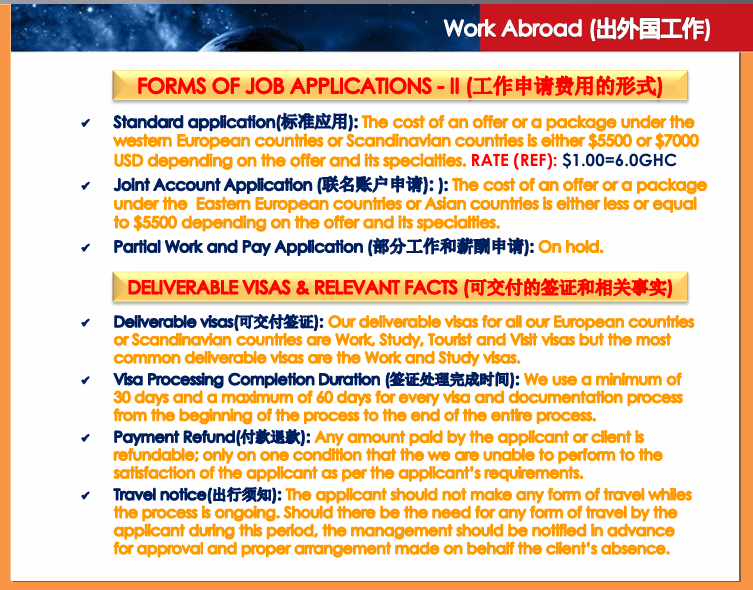 Work Abroad (出外国工作)
FORMS OF JOB APPLICATIONS - II (工作申请费用的形式)
✔ Standard application(标准应用): The cost of an offer or a package under the
western European countries or Scandinavian countries is either $5500 or $7000
USD depending on the offer and its specialties. RATE (REF): $1.00=6.0GHC
✔ Joint Account Application (联名账户申请): ): The cost of an offer or a package
under the Eastern European countries or Asian countries is either less or equal
to $5500 depending on the offer and its specialties.
✔ Partial Work and Pay Application (部分工作和薪酬申请): On hold.
DELIVERABLE VISAS & RELEVANT FACTS (可交付的签证和相关事实)
✔ Deliverable visas(可交付签证): Our deliverable visas for all our European countries
or Scandinavian countries are Work, Study, Tourist and Visit visas but the most
common deliverable visas are the Work and Study visas.
✔ Visa Processing Completion Duration (签证处理完成时间): We use a minimum of
30 days and a maximum of 60 days for every visa and documentation process
from the beginning of the process to the end of the entire process.
✔ Payment Refund(付款退款): Any amount paid by the applicant or client is
refundable; only on one condition that the we are unable to perform to the
satisfaction of the applicant as per the applicant's requirements.
✔ Travel notice(出行须知): The applicant should not make any form of travel whiles
the process is ongoing. Should there be the need for any form of travel by the
applicant during this period, the management should be notified in advance
for approval and proper arrangement made on behalf the client's absence.